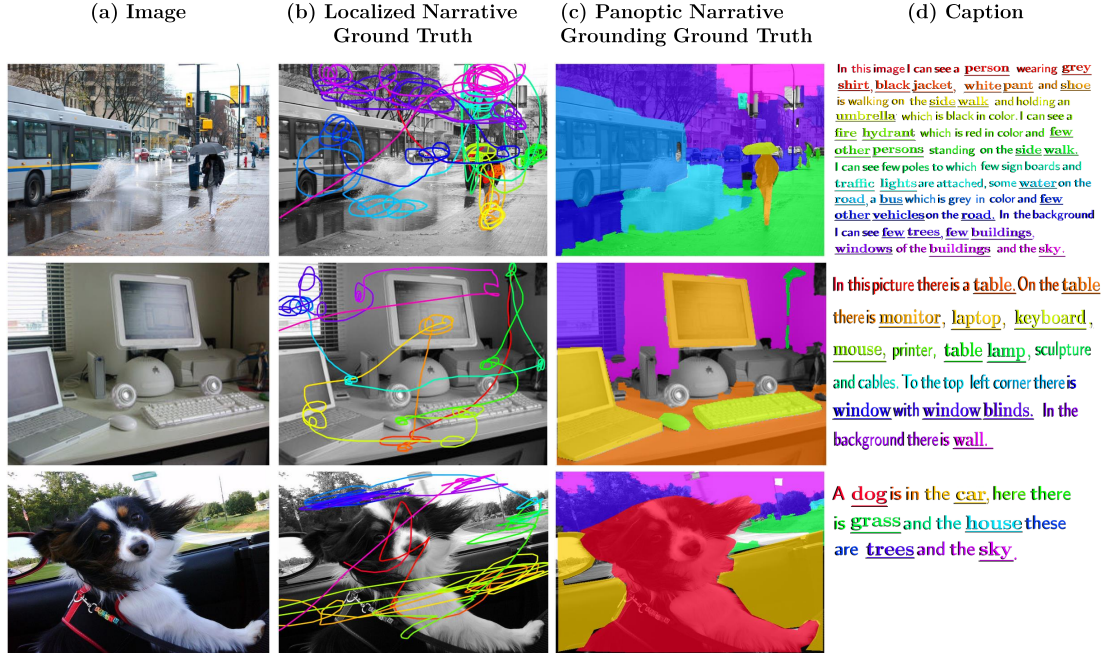 (a) Image
(b) Localized Narrative
Ground Truth
(c) Panoptic Narrative
Grounding Ground Truth
(d) Caption
In this image I can see a person wearing grey
shirt, black jacket, white pant and shoe
is walking on the side walk and holding an
umbrella which is black in color. I can see a
fire hydrant which is red in color and few
other persons standing on the side walk.
I can see few poles to which few sign boards and
traffic lights are attached, some water on the
road, a bus which is grey in color and few
other vehicles on the road. In the background
I can see few trees, few buildings,
windows of the buildings and the sky.
In this picture there is a table. On the table
there is monitor, laptop, keyboard,
mouse, printer, table lamp, sculpture
and cables. To the top left corner there is
window with window blinds. In the
background there is wall.
A dog is in the car, here there
is grass and the house these
are trees and the sky.